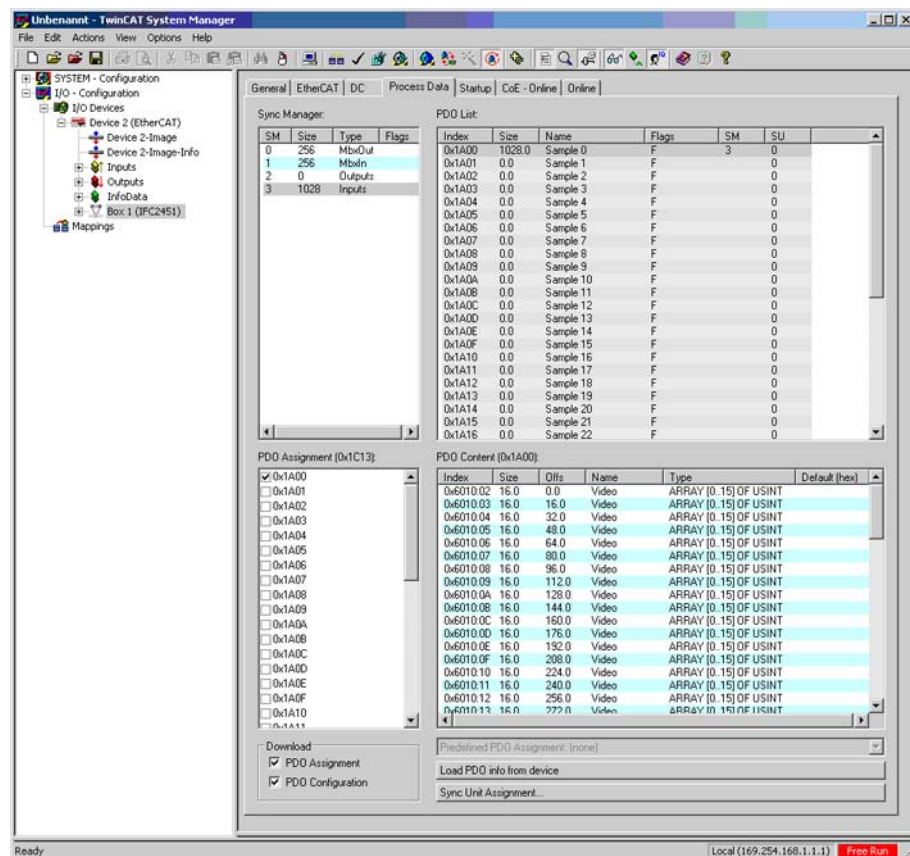 Unbenannt - TwinCAT System Manager
File Edit Actions View Options Help
SYSTEM - Configuration
I/O - Configuration
I/O Devices
Device 2 (EtherCAT)
Device 2-Image
Device 2-Image-Info
Inputs
Outputs
InfoData
Box 1 (IFC2451)
Mappings
General EtherCAT DC Process Data Startup CoE - Online Online
Sync Manager:
SM Size Type Flags
0 256 MbxOut
1 256 MbxIn
2 0 Outputs
3 1028 Inputs
PDO List:
Index Size Name Flags SM SU
0x1A00 1028.0 Sample 0 F 3 0
0x1A01 0.0 Sample 1 F 0
0x1A02 0.0 Sample 2 F 0
0x1A03 0.0 Sample 3 F 0
0x1A04 0.0 Sample 4 F 0
0x1A05 0.0 Sample 5 F 0
0x1A06 0.0 Sample 6 F 0
0x1A07 0.0 Sample 7 F 0
0x1A08 0.0 Sample 8 F 0
0x1A09 0.0 Sample 9 F 0
0x1A0A 0.0 Sample 10 F 0
0x1A0B 0.0 Sample 11 F 0
0x1A0C 0.0 Sample 12 F 0
0x1A0D 0.0 Sample 13 F 0
0x1A0E 0.0 Sample 14 F 0
0x1A0F 0.0 Sample 15 F 0
0x1A10 0.0 Sample 16 F 0
0x1A11 0.0 Sample 17 F 0
0x1A12 0.0 Sample 18 F 0
0x1A13 0.0 Sample 19 F 0
0x1A14 0.0 Sample 20 F 0
0x1A15 0.0 Sample 21 F 0
0x1A16 0.0 Sample 22 F 0
PDO Assignment (0x1C13):
0x1A00
0x1A01
0x1A02
0x1A03
0x1A04
0x1A05
0x1A06
0x1A07
0x1A08
0x1A09
0x1A0A
0x1A0B
0x1A0C
0x1A0D
0x1A0E
0x1A0F
0x1A10
0x1A11
PDO Content (0x1A00):
Index Size Offs Name Type Default (hex)
0x6010:02 16.0 0.0 Video ARRAY [0..15] OF USINT
0x6010:03 16.0 16.0 Video ARRAY [0..15] OF USINT
0x6010:04 16.0 32.0 Video ARRAY [0..15] OF USINT
0x6010:05 16.0 48.0 Video ARRAY [0..15] OF USINT
0x6010:06 16.0 64.0 Video ARRAY [0..15] OF USINT
0x6010:07 16.0 80.0 Video ARRAY [0..15] OF USINT
0x6010:08 16.0 96.0 Video ARRAY [0..15] OF USINT
0x6010:09 16.0 112.0 Video ARRAY [0..15] OF USINT
0x6010:0A 16.0 128.0 Video ARRAY [0..15] OF USINT
0x6010:0B 16.0 144.0 Video ARRAY [0..15] OF USINT
0x6010:0C 16.0 160.0 Video ARRAY [0..15] OF USINT
0x6010:0D 16.0 176.0 Video ARRAY [0..15] OF USINT
0x6010:0E 16.0 192.0 Video ARRAY [0..15] OF USINT
0x6010:0F 16.0 208.0 Video ARRAY [0..15] OF USINT
0x6010:10 16.0 224.0 Video ARRAY [0..15] OF USINT
0x6010:11 16.0 240.0 Video ARRAY [0..15] OF USINT
0x6010:12 16.0 256.0 Video ARRAY [0..15] OF USINT
0x6010:13 16.0 272.0 Video ARRAY [0..15] OF USINT
Download
PDO Assignment
PDO Configuration
Predefined PDO Assignment: (none)
Load PDO info from device
Sync Unit Assignment...
Ready
Local (169.254.168.1.1.1) Free Run